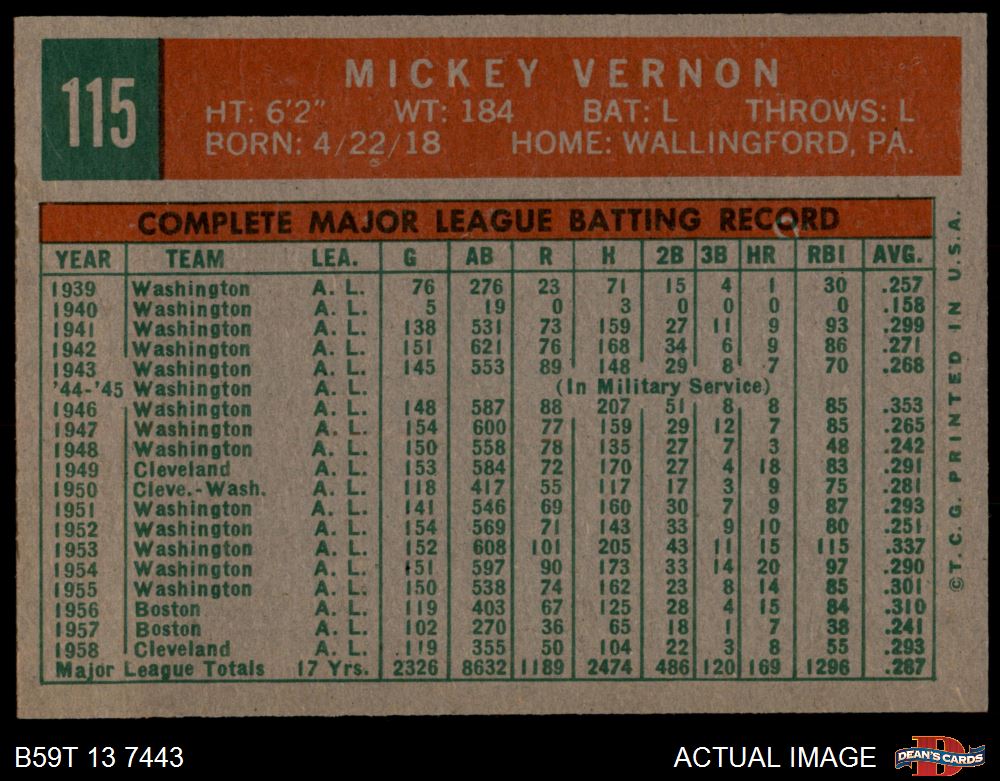 115
MICKEY VERNON
HT: 6'2" WT: 184 BAT: L THROWS: L
BORN: 4/22/18 HOME: WALLINGFORD, PA.
COMPLETE MAJOR LEAGUE BATTING RECORD
YEAR TEAM LEA. G AB R H 2B 3B HR RBI AVG.
1939 Washington A. L. 76 276 23 71 15 4 1 30 .257
1940 Washington A. L. 5 19 0 3 0 0 0 0 .158
1941 Washington A. L. 138 531 73 159 27 11 9 93 .299
1942 Washington A. L. 151 621 76 168 34 6 9 86 .271
1943 Washington A. L. 145 553 89 148 29 8 7 70 .268
'44-'45 Washington A. L. (In Military Service)
1946 Washington A. L. 148 587 88 207 51 8 8 85 .353
1947 Washington A. L. 154 600 77 159 29 12 7 85 .265
1948 Washington A. L. 150 558 78 135 27 7 3 48 .242
1949 Cleveland A. L. 153 584 72 170 27 4 18 83 .291
1950 Cleve.-Wash. A. L. 118 417 55 117 17 3 9 75 .281
1951 Washington A. L. 141 546 69 160 30 7 9 87 .293
1952 Washington A. L. 154 569 71 143 33 9 10 80 .251
1953 Washington A. L. 152 608 101 205 43 11 15 115 .337
1954 Washington A. L. 151 597 90 173 33 14 20 97 .290
1955 Washington A. L. 150 538 74 162 23 8 14 85 .301
1956 Boston A. L. 119 403 67 125 28 4 15 84 .310
1957 Boston A. L. 102 270 36 65 18 1 7 38 .241
1958 Cleveland A. L. 119 355 50 104 22 3 8 55 .293
Major League Totals 17 Yrs. 2326 8632 1189 2474 486 120 169 1296 .287
©T.C.G. PRINTED IN U.S.A.
B59T 13 7443
ACTUAL IMAGE
D
DEAN'S CARDS